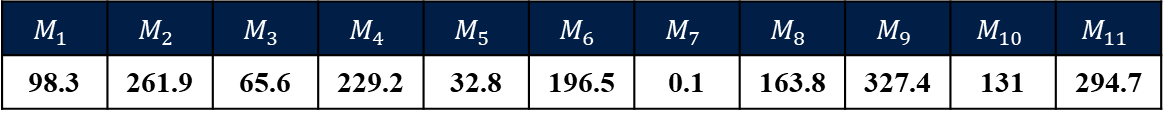 M₁ M₂ M₃ M₄ M₅ M₆ M₇ M₈ M₉ M₁₀ M₁₁
98.3 261.9 65.6 229.2 32.8 196.5 0.1 163.8 327.4 131 294.7